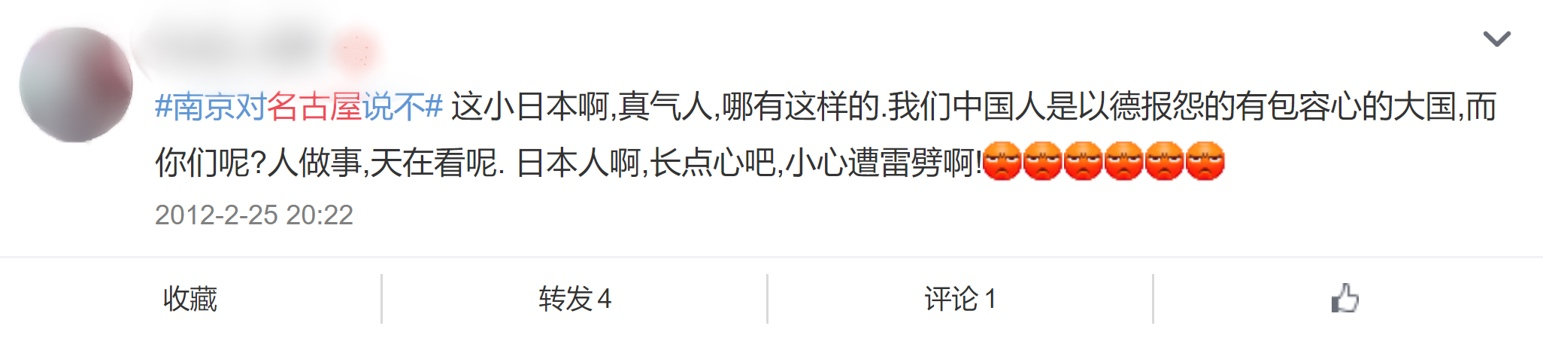 #南京对名古屋说不# 这小日本啊,真气人,哪有这样的.我们中国人是以德报怨的有包容心的大国,而
你们呢?人做事,天在看呢. 日本人啊,长点心吧,小心遭雷劈啊!
2012-2-25 20:22
收藏
转发 4
评论 1